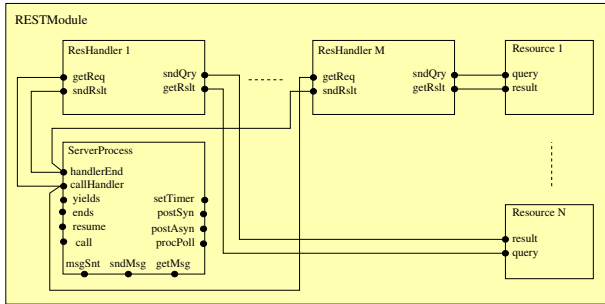 RESTModule
ResHandler 1
ResHandler M
Resource 1
getReq
sndRslt
sndQry
getRslt
getReq
sndRslt
sndQry
getRslt
query
result
ServerProcess
handlerEnd
callHandler
yields
ends
resume
call
setTimer
postSyn
postAsyn
procPoll
msgSnt sndMsg getMsg
Resource N
result
query